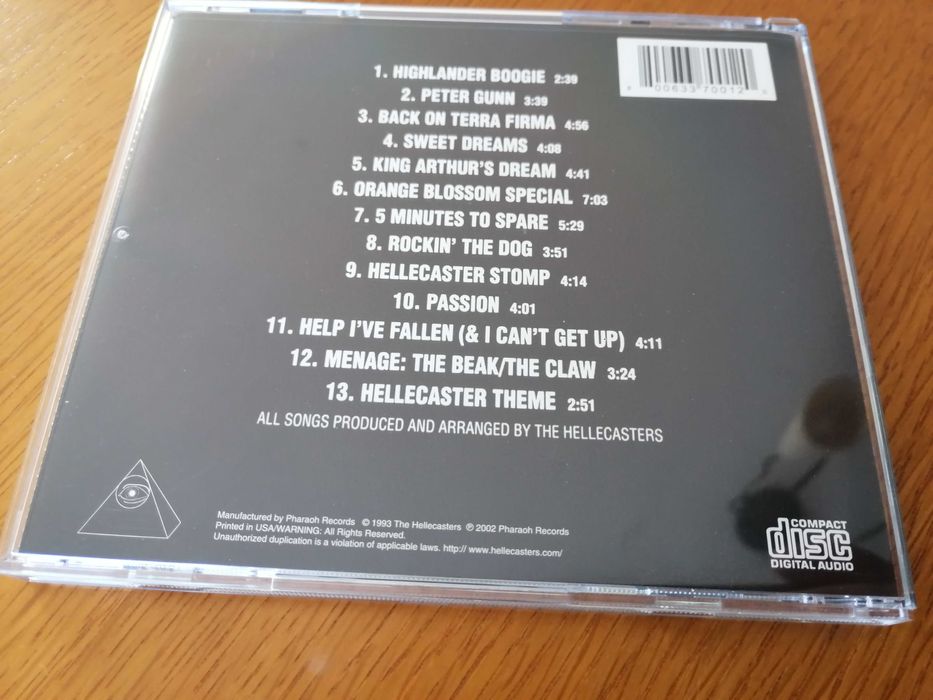 1. HIGHLANDER BOOGIE 2:39
2. PETER GUNN 3:39
3. BACK ON TERRA FIRMA 4:56
4. SWEET DREAMS 4:08
5. KING ARTHUR'S DREAM 4:41
6. ORANGE BLOSSOM SPECIAL 7:03
7. 5 MINUTES TO SPARE 5:29
8. ROCKIN' THE DOG 3:51
9. HELLECASTER STOMP 4:14
10. PASSION 4:01
11. HELP I'VE FALLEN (& I CAN'T GET UP) 4:11
12. MENAGE: THE BEAK/THE CLAW 3:24
13. HELLECASTER THEME 2:51
ALL SONGS PRODUCED AND ARRANGED BY THE HELLECASTERS
00633 70012
Manufactured by Pharaoh Records © 1993 The Hellecasters ℗ 2002 Pharaoh Records
Printed in USA/WARNING: All Rights Reserved.
Unauthorized duplication is a violation of applicable laws. http:// www.hellecasters.com/
COMPACT
disc
DIGITAL AUDIO